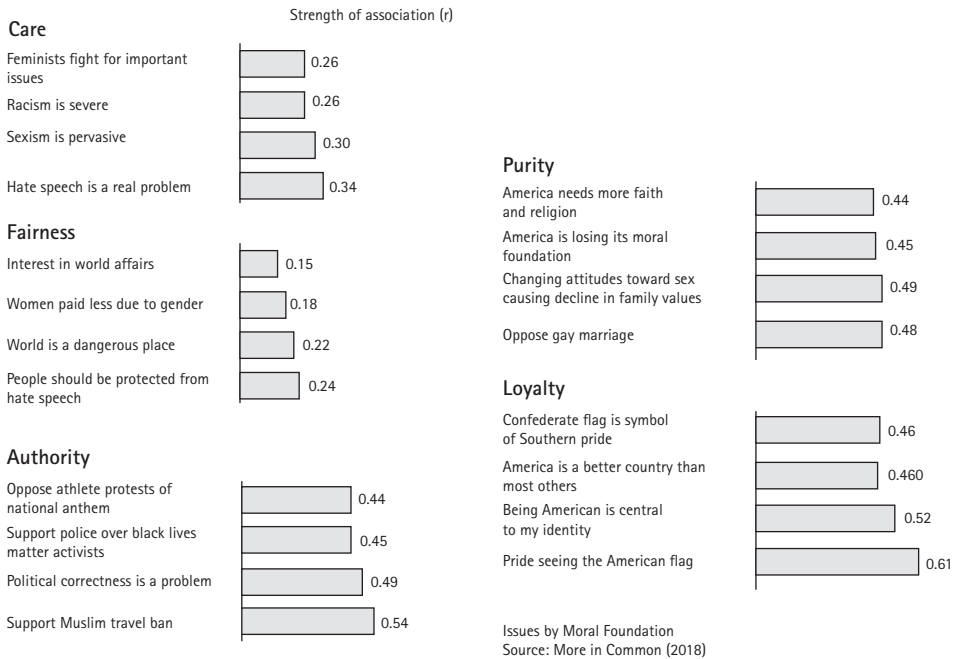 Strength of association (r)
Care
Feminists fight for important
issues
0.26
Racism is severe
0.26
Sexism is pervasive
0.30
Hate speech is a real problem
0.34
Fairness
Interest in world affairs
0.15
Women paid less due to gender
0.18
World is a dangerous place
0.22
People should be protected from
hate speech
0.24
Authority
Oppose athlete protests of
national anthem
0.44
Support police over black lives
matter activists
0.45
Political correctness is a problem
0.49
Support Muslim travel ban
0.54
Purity
America needs more faith
and religion
0.44
America is losing its moral
foundation
0.45
Changing attitudes toward sex
causing decline in family values
0.49
Oppose gay marriage
0.48
Loyalty
Confederate flag is symbol
of Southern pride
0.46
America is a better country than
most others
0.460
Being American is central
to my identity
0.52
Pride seeing the American flag
0.61
Issues by Moral Foundation
Source: More in Common (2018)